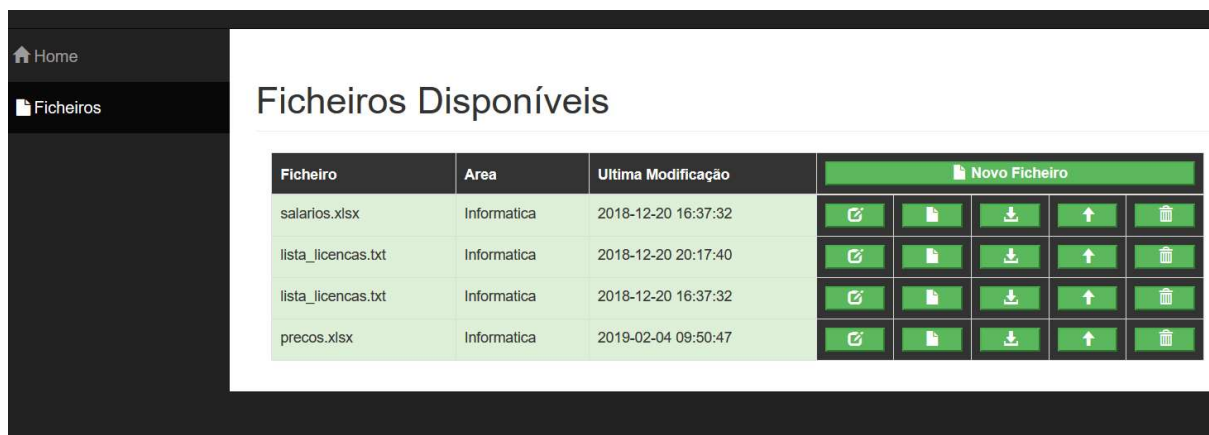 Home
Ficheiros
Ficheiros Disponíveis
Ficheiro Area Ultima Modificação Novo Ficheiro
salarios.xlsx Informatica 2018-12-20 16:37:32
lista_licencas.txt Informatica 2018-12-20 20:17:40
lista_licencas.txt Informatica 2018-12-20 16:37:32
precos.xlsx Informatica 2019-02-04 09:50:47